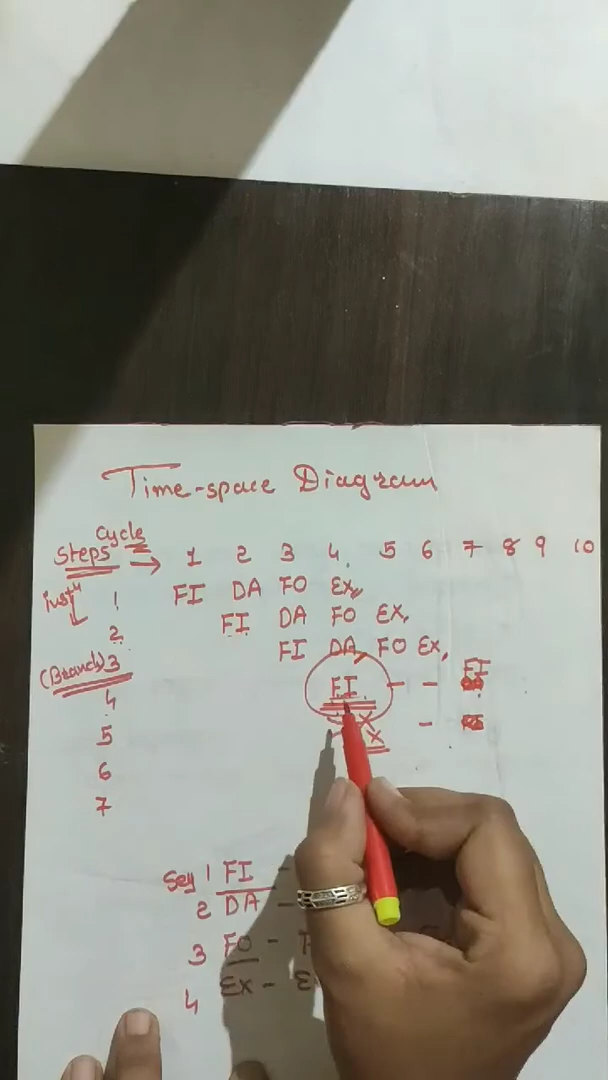 Time-space Diagram
Steps cycle → 1 2 3 4 5 6 7 8 9 10
1 FI DA FO EX
2 FI DA FO EX
(Branch) 3 FI DA FO EX
4 FI - - FI
5 -
6
7
Seg 1 FI -
2 DA -
3 FO -
4 EX -